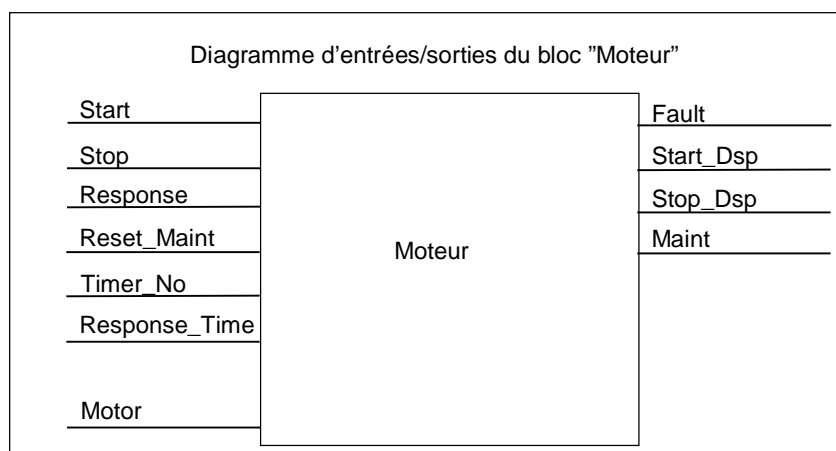 Diagramme d'entrées/sorties du bloc "Moteur"
Start
Stop
Response
Reset_Maint
Timer_No
Response_Time
Motor
Moteur
Fault
Start_Dsp
Stop_Dsp
Maint